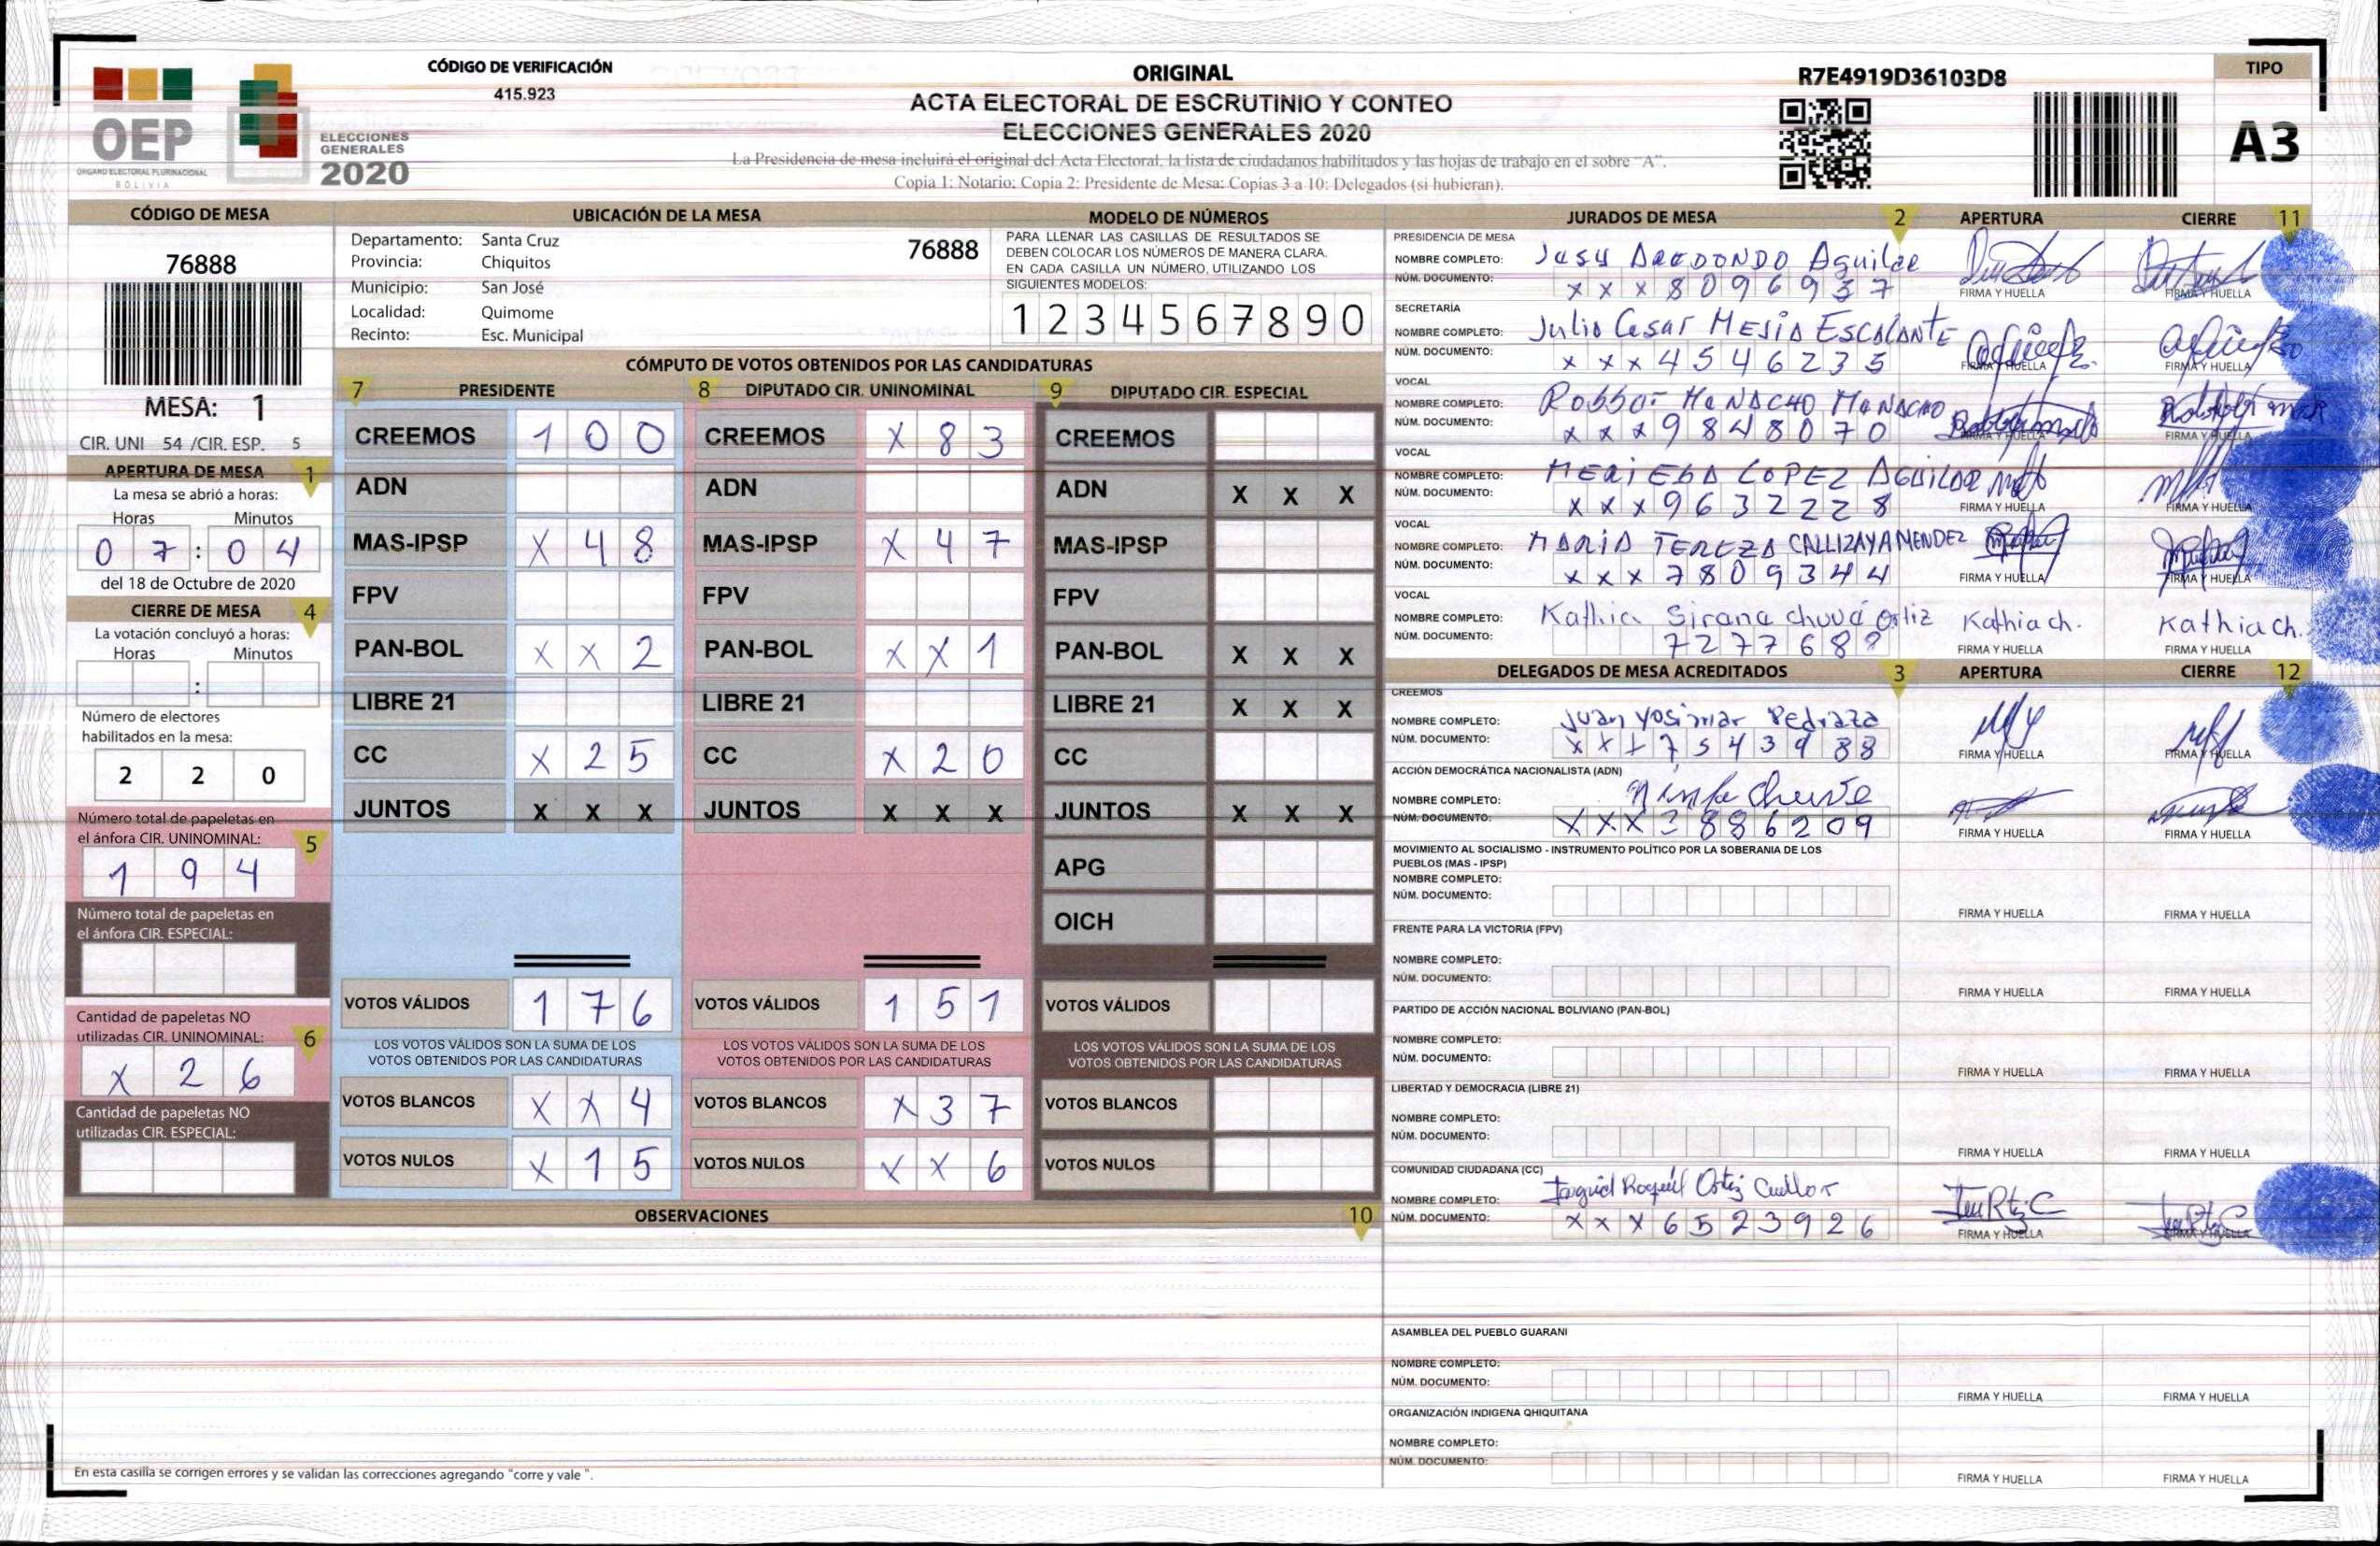 CÓDIGO DE VERIFICACIÓN
415.923
OEP
ÓRGANO ELECTORAL PLURINACIONAL
BOLIVIA
ELECCIONES
GENERALES
2020
ORIGINAL
ACTA ELECTORAL DE ESCRUTINIO Y CONTEO
ELECCIONES GENERALES 2020
La Presidencia de mesa incluirá el original del Acta Electoral, la lista de ciudadanos habilitados y las hojas de trabajo en el sobre "A".
Copia 1: Notario; Copia 2: Presidente de Mesa; Copias 3 a 10: Delegados (si hubieran).
R7E4919D36103D8
TIPO
A3
CÓDIGO DE MESA
76888
MESA: 1
CIR. UNI 54 /CIR. ESP. 5
APERTURA DE MESA 1
La mesa se abrió a horas:
Horas Minutos
0 7 : 0 4
del 18 de Octubre de 2020
CIERRE DE MESA 4
La votación concluyó a horas:
Horas Minutos
:
Número de electores
habilitados en la mesa:
2 2 0
Número total de papeletas en
el ánfora CIR. UNINOMINAL: 5
1 9 4
Número total de papeletas en
el ánfora CIR. ESPECIAL:
Cantidad de papeletas NO
utilizadas CIR. UNINOMINAL: 6
X 2 6
Cantidad de papeletas NO
utilizadas CIR. ESPECIAL:
UBICACIÓN DE LA MESA
Departamento: Santa Cruz
Provincia: Chiquitos
Municipio: San José
Localidad: Quimome
Recinto: Esc. Municipal
76888
MODELO DE NÚMEROS
PARA LLENAR LAS CASILLAS DE RESULTADOS SE
DEBEN COLOCAR LOS NÚMEROS DE MANERA CLARA.
EN CADA CASILLA UN NÚMERO, UTILIZANDO LOS
SIGUIENTES MODELOS:
1 2 3 4 5 6 7 8 9 0
CÓMPUTO DE VOTOS OBTENIDOS POR LAS CANDIDATURAS
7 PRESIDENTE
CREEMOS 1 0 0
ADN
MAS-IPSP X 4 8
FPV
PAN-BOL X X 2
LIBRE 21
CC X 2 5
JUNTOS X X X
VOTOS VÁLIDOS 1 7 6
LOS VOTOS VÁLIDOS SON LA SUMA DE LOS
VOTOS OBTENIDOS POR LAS CANDIDATURAS
VOTOS BLANCOS X X 4
VOTOS NULOS X 1 5
8 DIPUTADO CIR. UNINOMINAL
CREEMOS X 8 3
ADN
MAS-IPSP X 4 7
FPV
PAN-BOL X X 1
LIBRE 21
CC X 2 0
JUNTOS X X X
VOTOS VÁLIDOS 1 5 1
LOS VOTOS VÁLIDOS SON LA SUMA DE LOS
VOTOS OBTENIDOS POR LAS CANDIDATURAS
VOTOS BLANCOS X 3 7
VOTOS NULOS X X 6
9 DIPUTADO CIR. ESPECIAL
CREEMOS
ADN X X X
MAS-IPSP
FPV
PAN-BOL X X X
LIBRE 21 X X X
CC
JUNTOS X X X
APG
OICH
VOTOS VÁLIDOS
LOS VOTOS VÁLIDOS SON LA SUMA DE LOS
VOTOS OBTENIDOS POR LAS CANDIDATURAS
VOTOS BLANCOS
VOTOS NULOS
OBSERVACIONES 10
En esta casilla se corrigen errores y se validan las correcciones agregando "corre y vale ".
JURADOS DE MESA 2 APERTURA CIERRE 11
PRESIDENCIA DE MESA
NOMBRE COMPLETO: Aguilar
NÚM. DOCUMENTO: x x x 8 0 9 6 9 3 7
FIRMA Y HUELLA FIRMA Y HUELLA
SECRETARÍA
NOMBRE COMPLETO: Julio Cesar Mesia Escalante
NÚM. DOCUMENTO: x x x 4 5 4 6 2 3 5
FIRMA Y HUELLA FIRMA Y HUELLA
VOCAL
NOMBRE COMPLETO: MANACHO MANACHO
NÚM. DOCUMENTO: x x x 9 8 4 8 0 7 0
FIRMA Y HUELLA FIRMA Y HUELLA
VOCAL
NOMBRE COMPLETO: LOPEZ AGUILAR
NÚM. DOCUMENTO: x x x 9 6 3 2 2 2 8
FIRMA Y HUELLA FIRMA Y HUELLA
VOCAL
NOMBRE COMPLETO: MARIA TEREZA CALLIZAYA MENDEZ
NÚM. DOCUMENTO: x x x 7 8 0 9 3 4 4
FIRMA Y HUELLA FIRMA Y HUELLA
VOCAL
NOMBRE COMPLETO: Kathia Sirana chuvé Ortiz Kathia ch. Kathia ch.
NÚM. DOCUMENTO: 7 2 7 7 6 8
FIRMA Y HUELLA FIRMA Y HUELLA
DELEGADOS DE MESA ACREDITADOS 3 APERTURA CIERRE 12
CREEMOS
NOMBRE COMPLETO: Juan Yosimar Pedraza
NÚM. DOCUMENTO: x x x 7 5 4 3 9 8 8
FIRMA Y HUELLA FIRMA Y HUELLA
ACCIÓN DEMOCRÁTICA NACIONALISTA (ADN)
NOMBRE COMPLETO:
NÚM. DOCUMENTO: X X X 3 8 8 6 2 0 9
FIRMA Y HUELLA FIRMA Y HUELLA
MOVIMIENTO AL SOCIALISMO - INSTRUMENTO POLÍTICO POR LA SOBERANIA DE LOS
PUEBLOS (MAS - IPSP)
NOMBRE COMPLETO:
NÚM. DOCUMENTO:
FIRMA Y HUELLA FIRMA Y HUELLA
FRENTE PARA LA VICTORIA (FPV)
NOMBRE COMPLETO:
NÚM. DOCUMENTO:
FIRMA Y HUELLA FIRMA Y HUELLA
PARTIDO DE ACCIÓN NACIONAL BOLIVIANO (PAN-BOL)
NOMBRE COMPLETO:
NÚM. DOCUMENTO:
FIRMA Y HUELLA FIRMA Y HUELLA
LIBERTAD Y DEMOCRACIA (LIBRE 21)
NOMBRE COMPLETO:
NÚM. DOCUMENTO:
FIRMA Y HUELLA FIRMA Y HUELLA
COMUNIDAD CIUDADANA (CC)
NOMBRE COMPLETO: Ortiz Cuellar
NÚM. DOCUMENTO: x x x 6 5 2 3 9 2 6
FIRMA Y HUELLA FIRMA Y HUELLA
ASAMBLEA DEL PUEBLO GUARANI
NOMBRE COMPLETO:
NÚM. DOCUMENTO:
FIRMA Y HUELLA FIRMA Y HUELLA
ORGANIZACIÓN INDIGENA QHIQUITANA
NOMBRE COMPLETO:
NÚM. DOCUMENTO:
FIRMA Y HUELLA FIRMA Y HUELLA